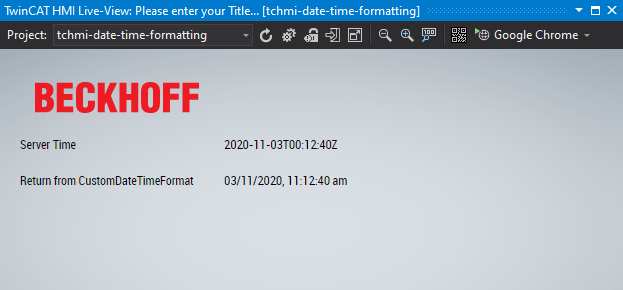 TwinCAT HMI Live-View: Please enter your Title... [tchmi-date-time-formatting]
Project: tchmi-date-time-formatting 100 Google Chrome
BECKHOFF
Server Time 2020-11-03T00:12:40Z
Return from CustomDateTimeFormat 03/11/2020, 11:12:40 am